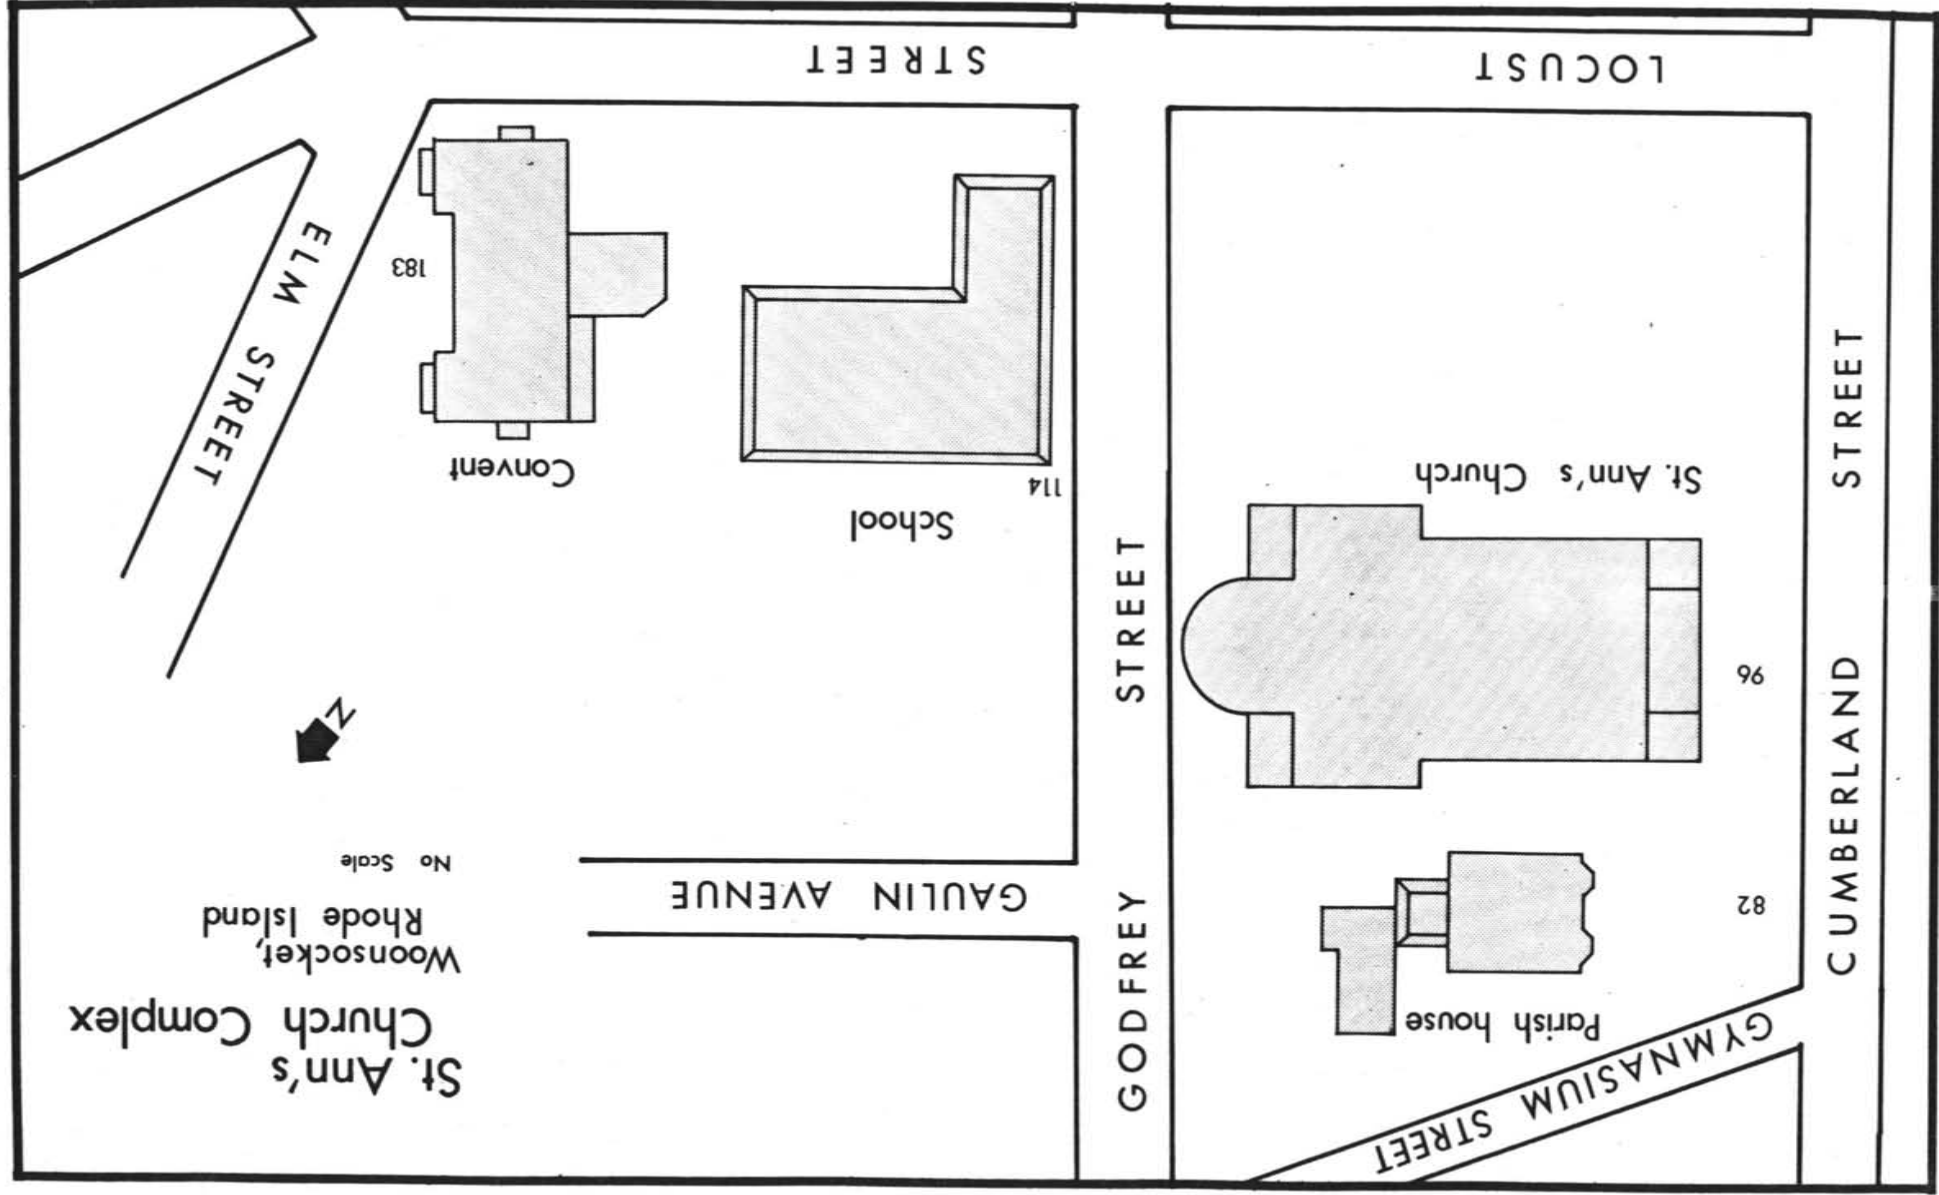 St. Ann's
Church Complex
Woonsocket,
Rhode Island
No Scale
N
GYMNASIUM STREET
Parish house
82
GAULIN AVENUE
96
St. Ann's Church
School
114
Convent
183
CUMBERLAND STREET
GODFREY STREET
ELM STREET
LOCUST STREET